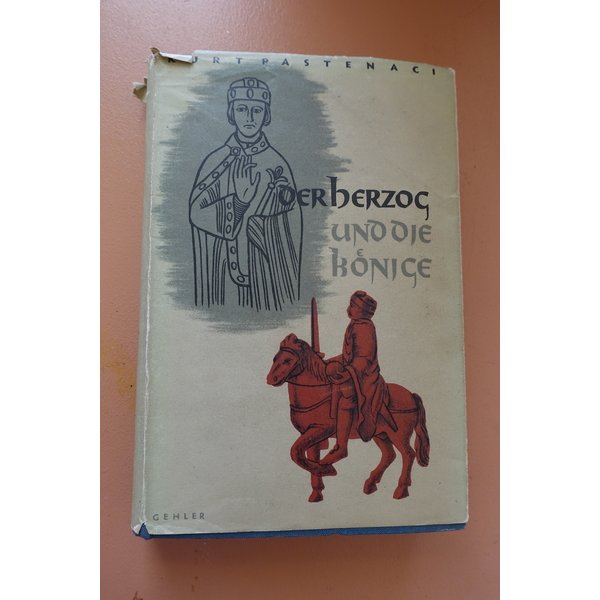 KURT PASTENACI
DER HERZOG
UND DIE
KÖNIGE
GEHLER